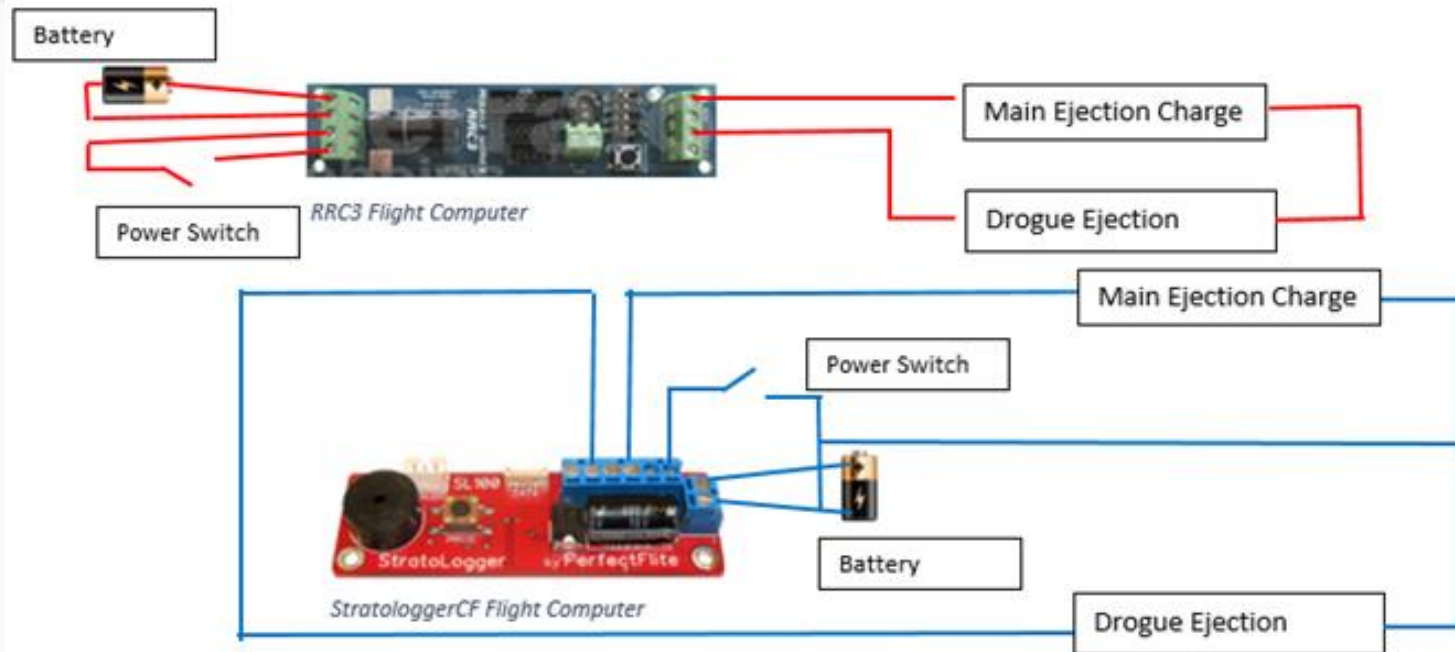 Battery
RRC3
Main Ejection Charge
Drogue Ejection
RRC3 Flight Computer
Power Switch
Main Ejection Charge
Power Switch
SL100
StratoLogger
by PerfectFlite
Battery
StratologgerCF Flight Computer
Drogue Ejection